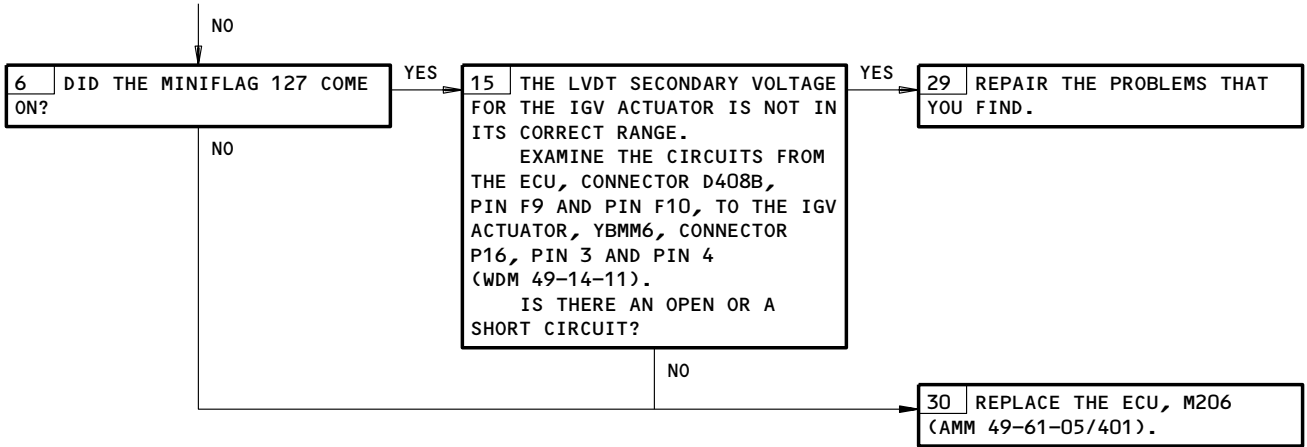 NO
6 DID THE MINIFLAG 127 COME
ON?
YES
NO
15 THE LVDT SECONDARY VOLTAGE
FOR THE IGV ACTUATOR IS NOT IN
ITS CORRECT RANGE.
EXAMINE THE CIRCUITS FROM
THE ECU, CONNECTOR D408B,
PIN F9 AND PIN F10, TO THE IGV
ACTUATOR, YBMM6, CONNECTOR
P16, PIN 3 AND PIN 4
(WDM 49-14-11).
IS THERE AN OPEN OR A
SHORT CIRCUIT?
YES
NO
29 REPAIR THE PROBLEMS THAT
YOU FIND.
30 REPLACE THE ECU, M206
(AMM 49-61-05/401).